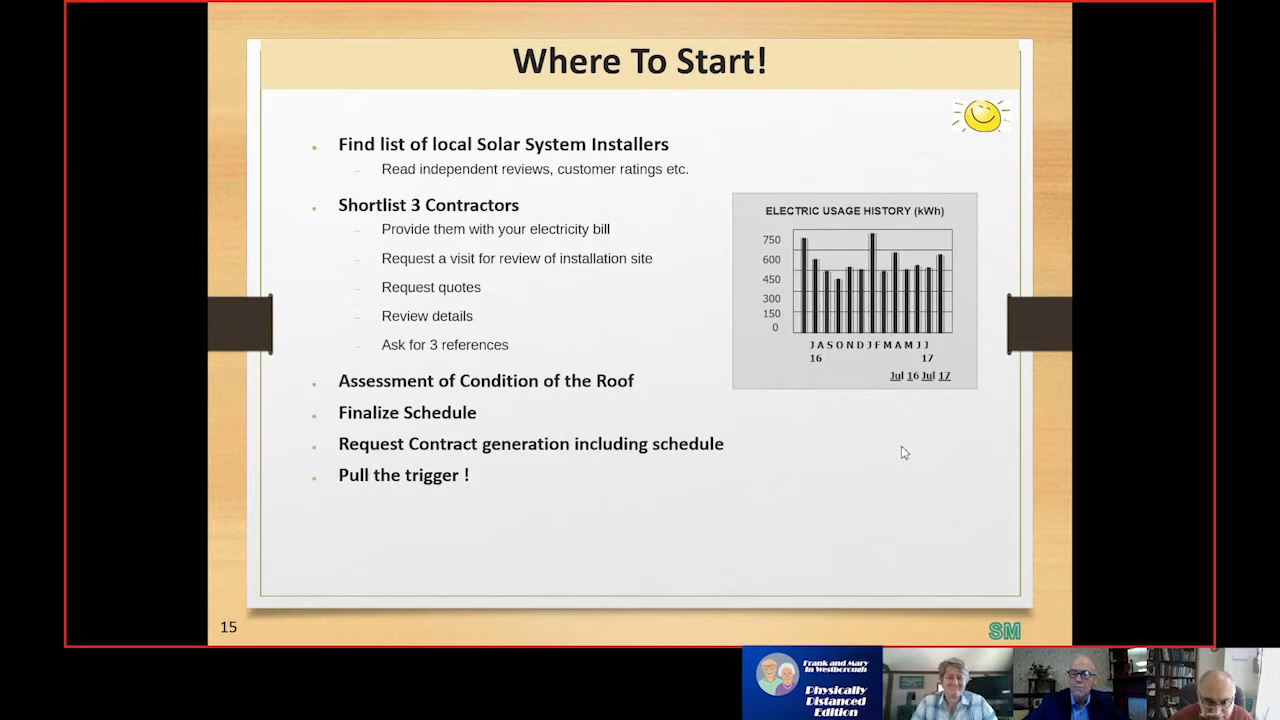 Where To Start!
Find list of local Solar System Installers
Read independent reviews, customer ratings etc.
Shortlist 3 Contractors
Provide them with your electricity bill
Request a visit for review of installation site
Request quotes
Review details
Ask for 3 references
Assessment of Condition of the Roof
Finalize Schedule
Request Contract generation including schedule
Pull the trigger !
ELECTRIC USAGE HISTORY (kWh)
750
600
450
300
150
0
J A S O N D J F M A M J J
16 17
Jul 16 Jul 17
15
SM
Frank and Mary
In Westborough
Physically
Distanced
Edition